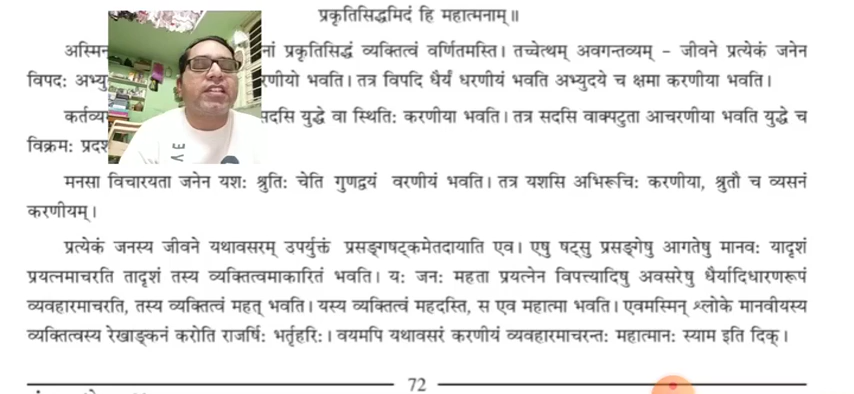 प्रकृतिसिद्धमिदं हि महात्मनाम्॥
अस्मिन नां प्रकृतिसिद्धं व्यक्तित्वं वर्णितमस्ति। तच्चेत्थम् अवगन्तव्यम् – जीवने प्रत्येकं जनेन
विपदः अभ्यु रणीयो भवति। तत्र विपदि धैर्यं धरणीयं भवति अभ्युदये च क्षमा करणीया भवति।
कर्तव्य सदसि युद्धे वा स्थितिः करणीया भवति। तत्र सदसि वाक्पटुता आचरणीया भवति युद्धे च
विक्रमः प्रदश
मनसा विचारयता जनेन यशः श्रुतिः चेति गुणद्वयं वरणीयं भवति। तत्र यशसि अभिरूचिः करणीया, श्रुतौ च व्यसनं
करणीयम्।
प्रत्येकं जनस्य जीवने यथावसरम् उपर्युक्तं प्रसङ्गषट्कमेतदायाति एव। एषु षट्सु प्रसङ्गेषु आगतेषु मानवः यादृशं
प्रयत्नमाचरति तादृशं तस्य व्यक्तित्वमाकारितं भवति। यः जनः महता प्रयत्नेन विपत्त्यादिषु अवसरेषु धैर्यादिधारणरूपं
व्यवहारमाचरति, तस्य व्यक्तित्वं महत् भवति। यस्य व्यक्तित्वं महदस्ति, स एव महात्मा भवति। एवमस्मिन् श्लोके मानवीयस्य
व्यक्तित्वस्य रेखाङ्कनं करोति राजर्षिः भर्तृहरिः। वयमपि यथावसरं करणीयं व्यवहारमाचरन्तः महात्मानः स्याम इति दिक्।
72